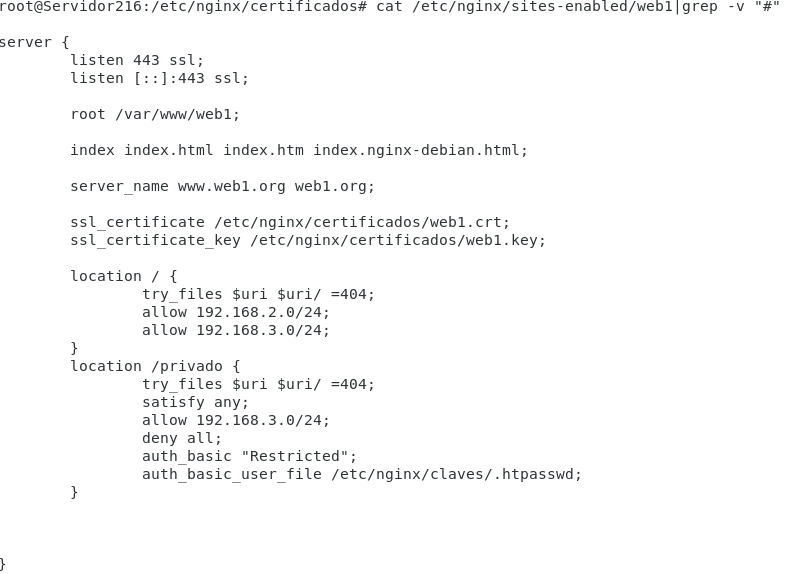 root@Servidor216:/etc/nginx/certificados# cat /etc/nginx/sites-enabled/web1|grep -v "#"
server {
listen 443 ssl;
listen [::]:443 ssl;
root /var/www/web1;
index index.html index.htm index.nginx-debian.html;
server_name www.web1.org web1.org;
ssl_certificate /etc/nginx/certificados/web1.crt;
ssl_certificate_key /etc/nginx/certificados/web1.key;
location / {
try_files $uri $uri/ =404;
allow 192.168.2.0/24;
allow 192.168.3.0/24;
}
location /privado {
try_files $uri $uri/ =404;
satisfy any;
allow 192.168.3.0/24;
deny all;
auth_basic "Restricted";
auth_basic_user_file /etc/nginx/claves/.htpasswd;
}
}